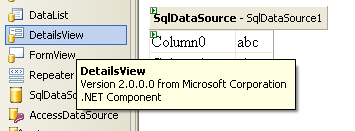 DataList
DetailsView
FormView
Repeater
SqlDataSo
AccessDataSource
SqlDataSource - SqlDataSource1
Column0 abc
DetailsView
Version 2.0.0.0 from Microsoft Corporation
.NET Component